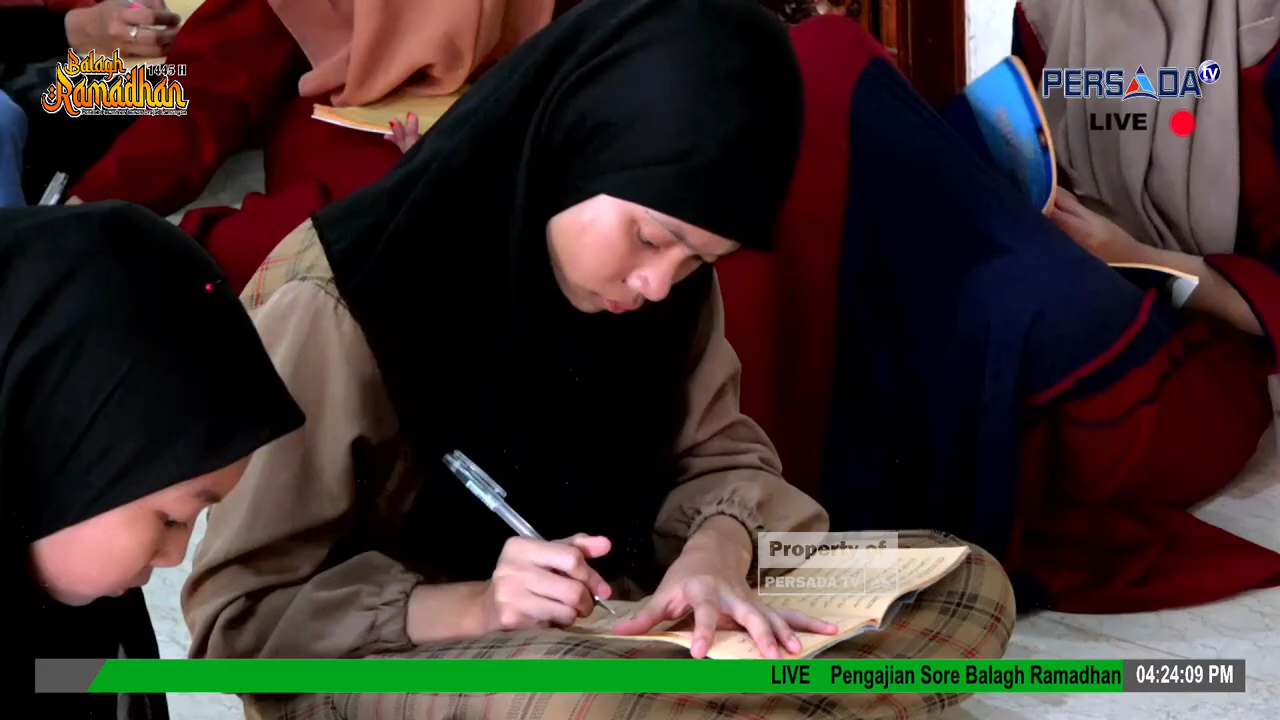 Balagh
1445 H
Ramadhan
PERSADA tv
LIVE
Property of
PERSADA TV
LIVE Pengajian Sore Balagh Ramadhan 04:24:09 PM